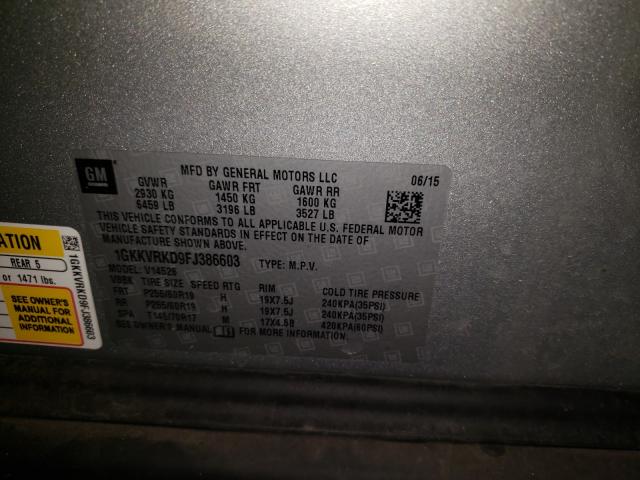 GM
MFD BY GENERAL MOTORS LLC 06/15
GVWR GAWR FRT GAWR RR
2930 KG 1450 KG 1600 KG
6459 LB 3196 LB 3527 LB
THIS VEHICLE CONFORMS TO ALL APPLICABLE U.S. FEDERAL MOTOR
VEHICLE SAFETY STANDARDS IN EFFECT ON THE DATE OF
MANUFACTURE SHOWN ABOVE.
1GKKVRKD9FJ386603 TYPE: M.P.V.
MODEL: V14526
VBBK TIRE SIZE SPEED RTG RIM COLD TIRE PRESSURE
FRT P255/60R19 H 19X7.5J 240KPA(35PSI)
RR P255/60R19 H 19X7.5J 240KPA(35PSI)
SPA T145/70R17 M 17X4.5B 420KPA(60PSI)
SEE OWNER'S MANUAL FOR MORE INFORMATION
ATION
REAR 5
or 1471 lbs.
SEE OWNER'S
MANUAL FOR
ADDITIONAL
INFORMATION
1GKKVRKD9FJ386603